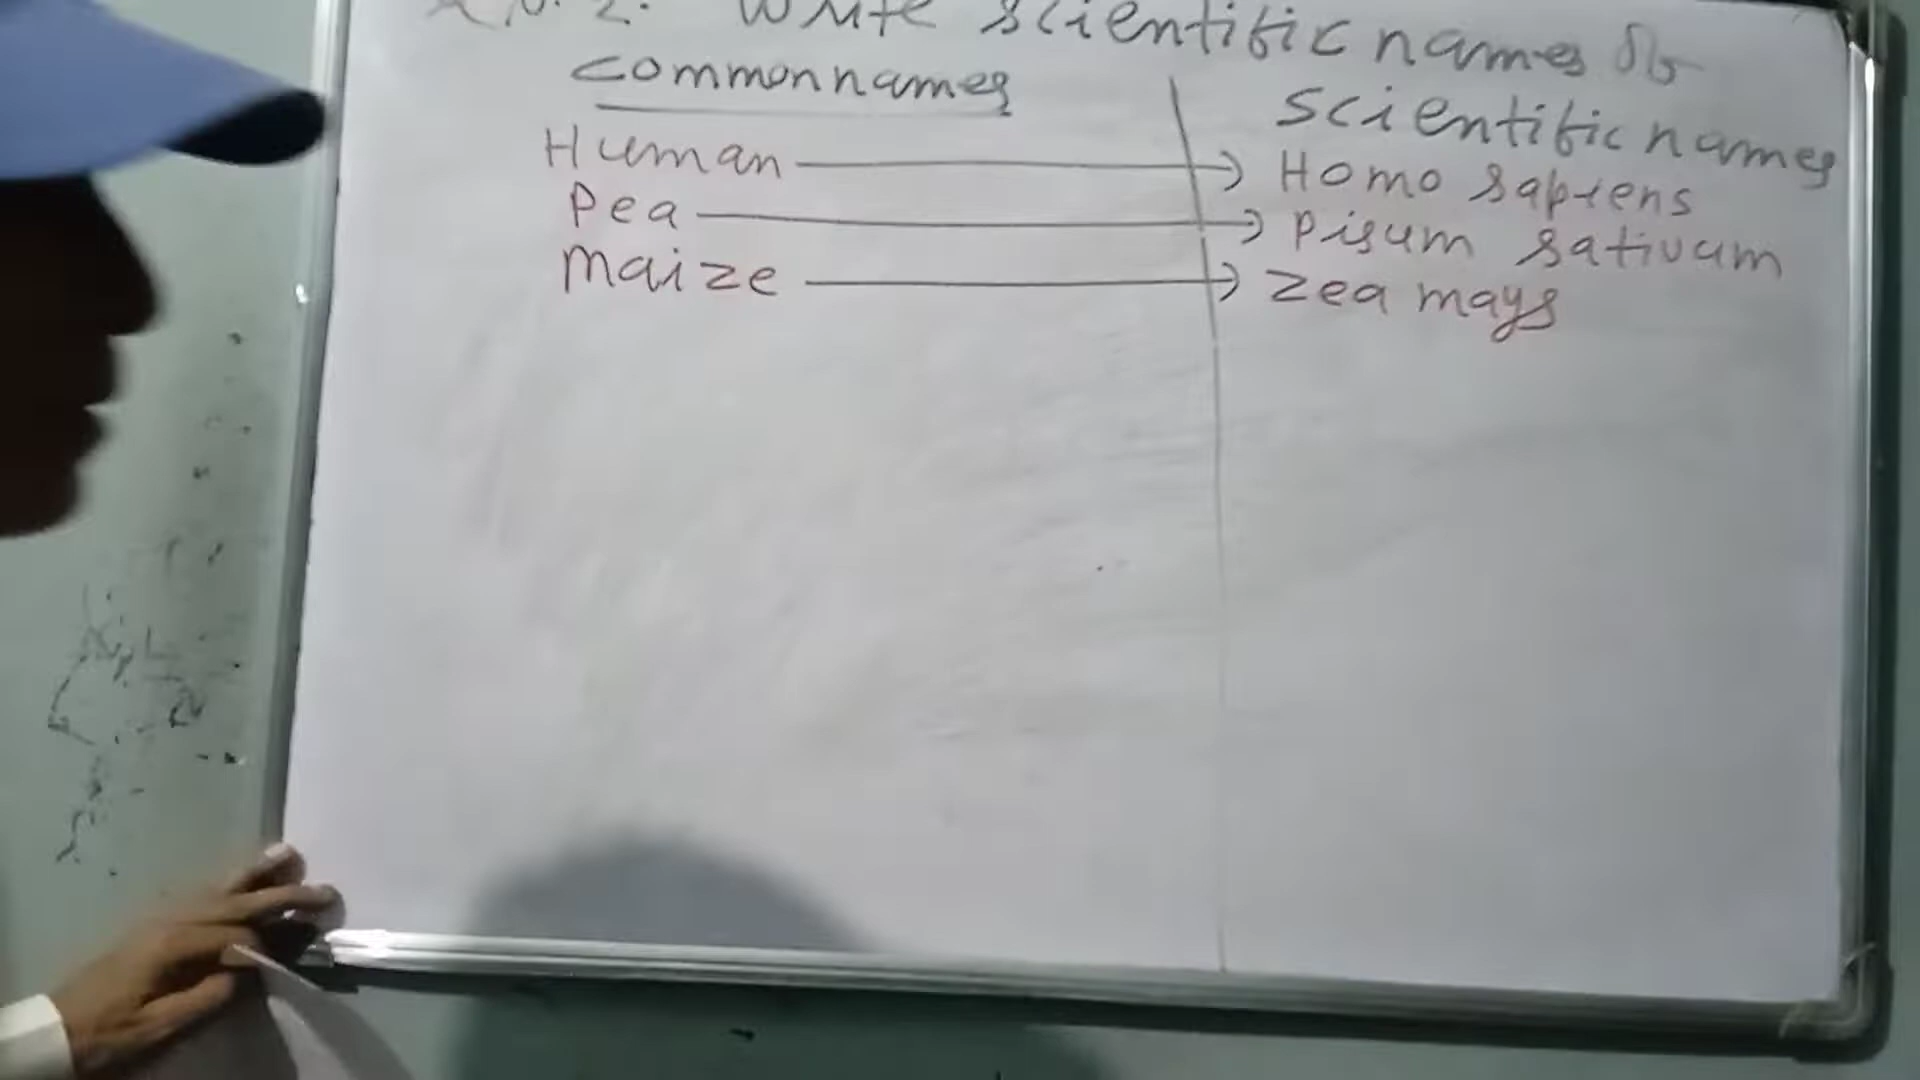 N. 2. Write scientific names of
common names
scientific names
Human → Homo sapiens
Pea → Pisum sativum
Maize → Zea mays